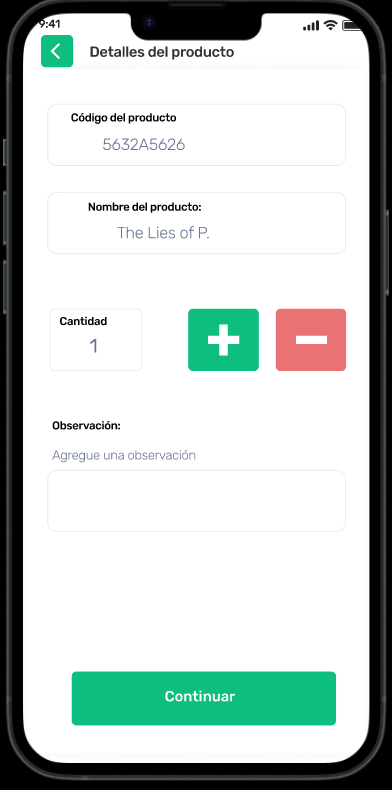 9:41
Detalles del producto
Código del producto
5632A5626
Nombre del producto:
The Lies of P.
Cantidad
1
Observación:
Agregue una observación
Continuar